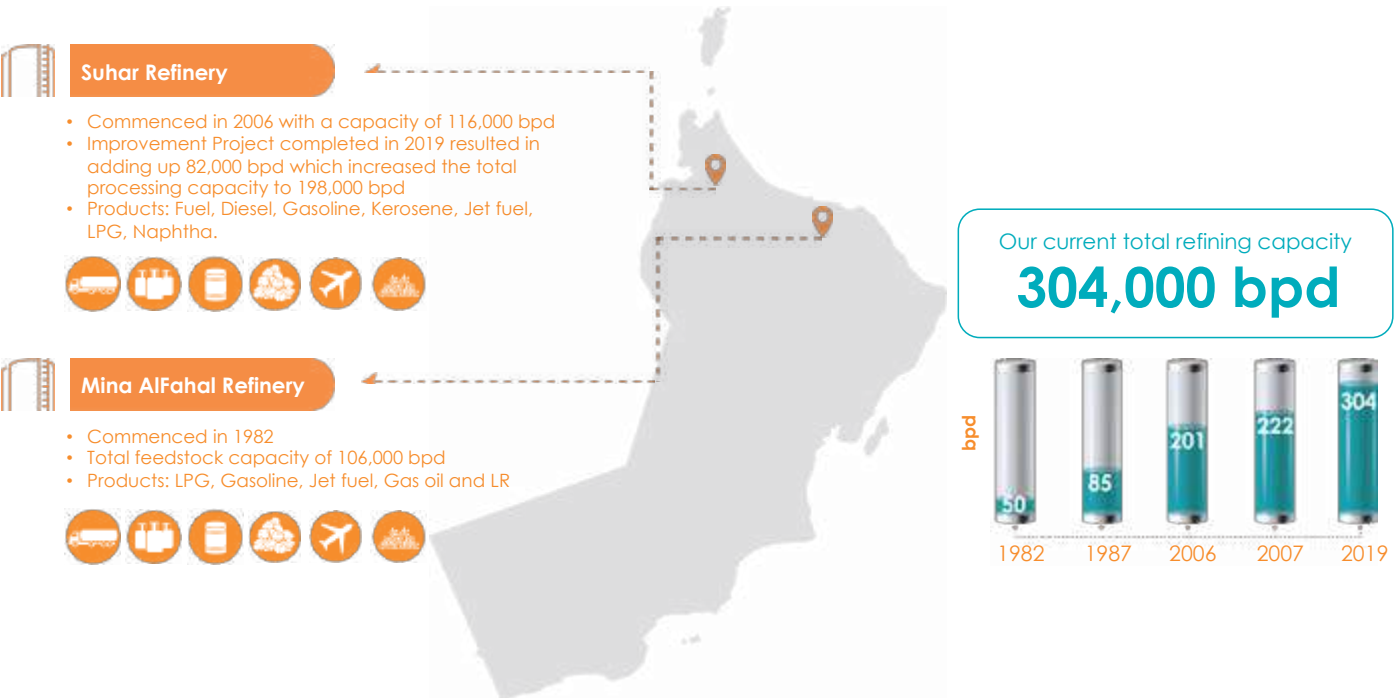 Suhar Refinery
• Commenced in 2006 with a capacity of 116,000 bpd
• Improvement Project completed in 2019 resulted in
adding up 82,000 bpd which increased the total
processing capacity to 198,000 bpd
• Products: Fuel, Diesel, Gasoline, Kerosene, Jet fuel,
LPG, Naphtha.
Mina AlFahal Refinery
• Commenced in 1982
• Total feedstock capacity of 106,000 bpd
• Products: LPG, Gasoline, Jet fuel, Gas oil and LR
Our current total refining capacity
304,000 bpd
bpd
50
85
201
222
304
1982
1987
2006
2007
2019